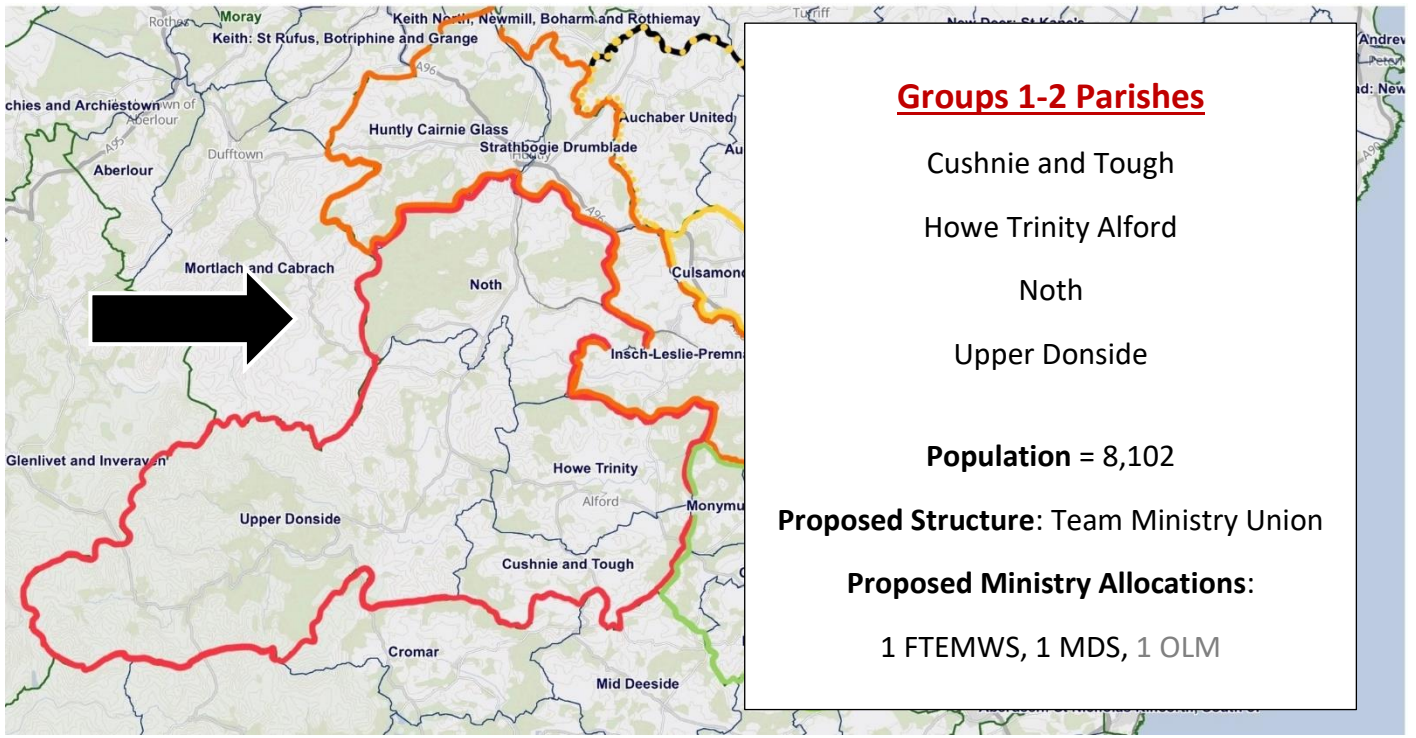 Rothes
Moray
Keith North, Newmill, Boharm and Rothiemay
Turriff
Keith: St Rufus, Botriphine and Grange
A96
Aberlour
A95
Auchaber United
Huntly Cairnie Glass
Strathbogie Drumblade
Dufftown
Aberlour
A96
A90
Mortlach and Cabrach
Culsamond
Noth
Insch-Leslie-Premna
Glenlivet and Inveraven
Howe Trinity
Alford
Monymu
Upper Donside
Cushnie and Tough
Cromar
Mid Deeside
Groups 1-2 Parishes
Cushnie and Tough
Howe Trinity Alford
Noth
Upper Donside
Population = 8,102
Proposed Structure: Team Ministry Union
Proposed Ministry Allocations:
1 FTEMWS, 1 MDS, 1 OLM